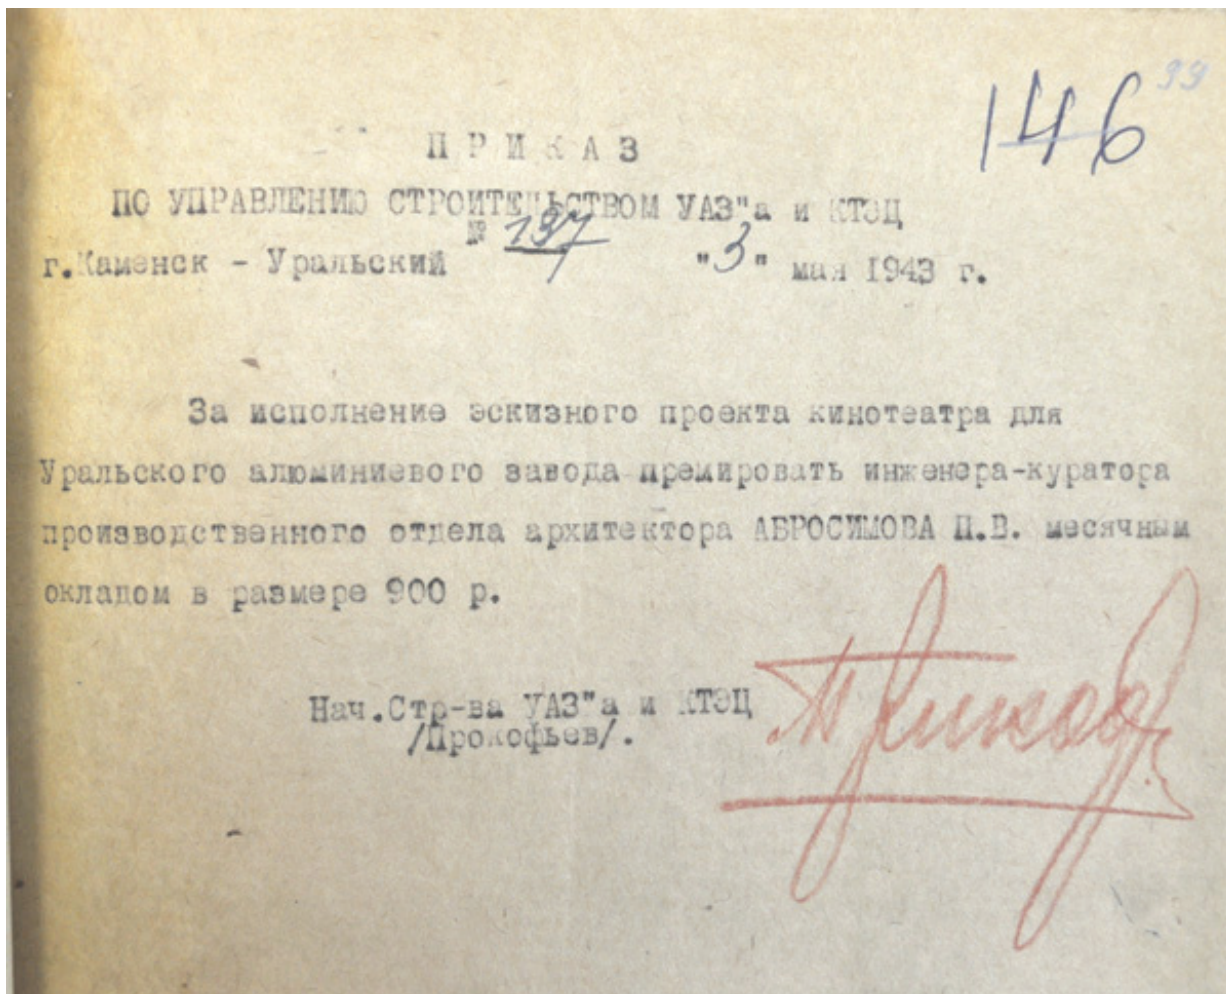 146 39
П Р И К А З
ПО УПРАВЛЕНИЮ СТРОИТЕЛЬСТВОМ УАЗ"а и КТЭЦ
№ 137
г.Каменск - Уральский "3" мая 1943 г.
За исполнение эскизного проекта кинотеатра для
Уральского алюминиевого завода премировать инженера-куратора
производственного отдела архитектора АБРОСИМОВА П.В. месячным
окладом в размере 900 р.
Нач.Стр-ва УАЗ"а и КТЭЦ
/Прокофьев/.